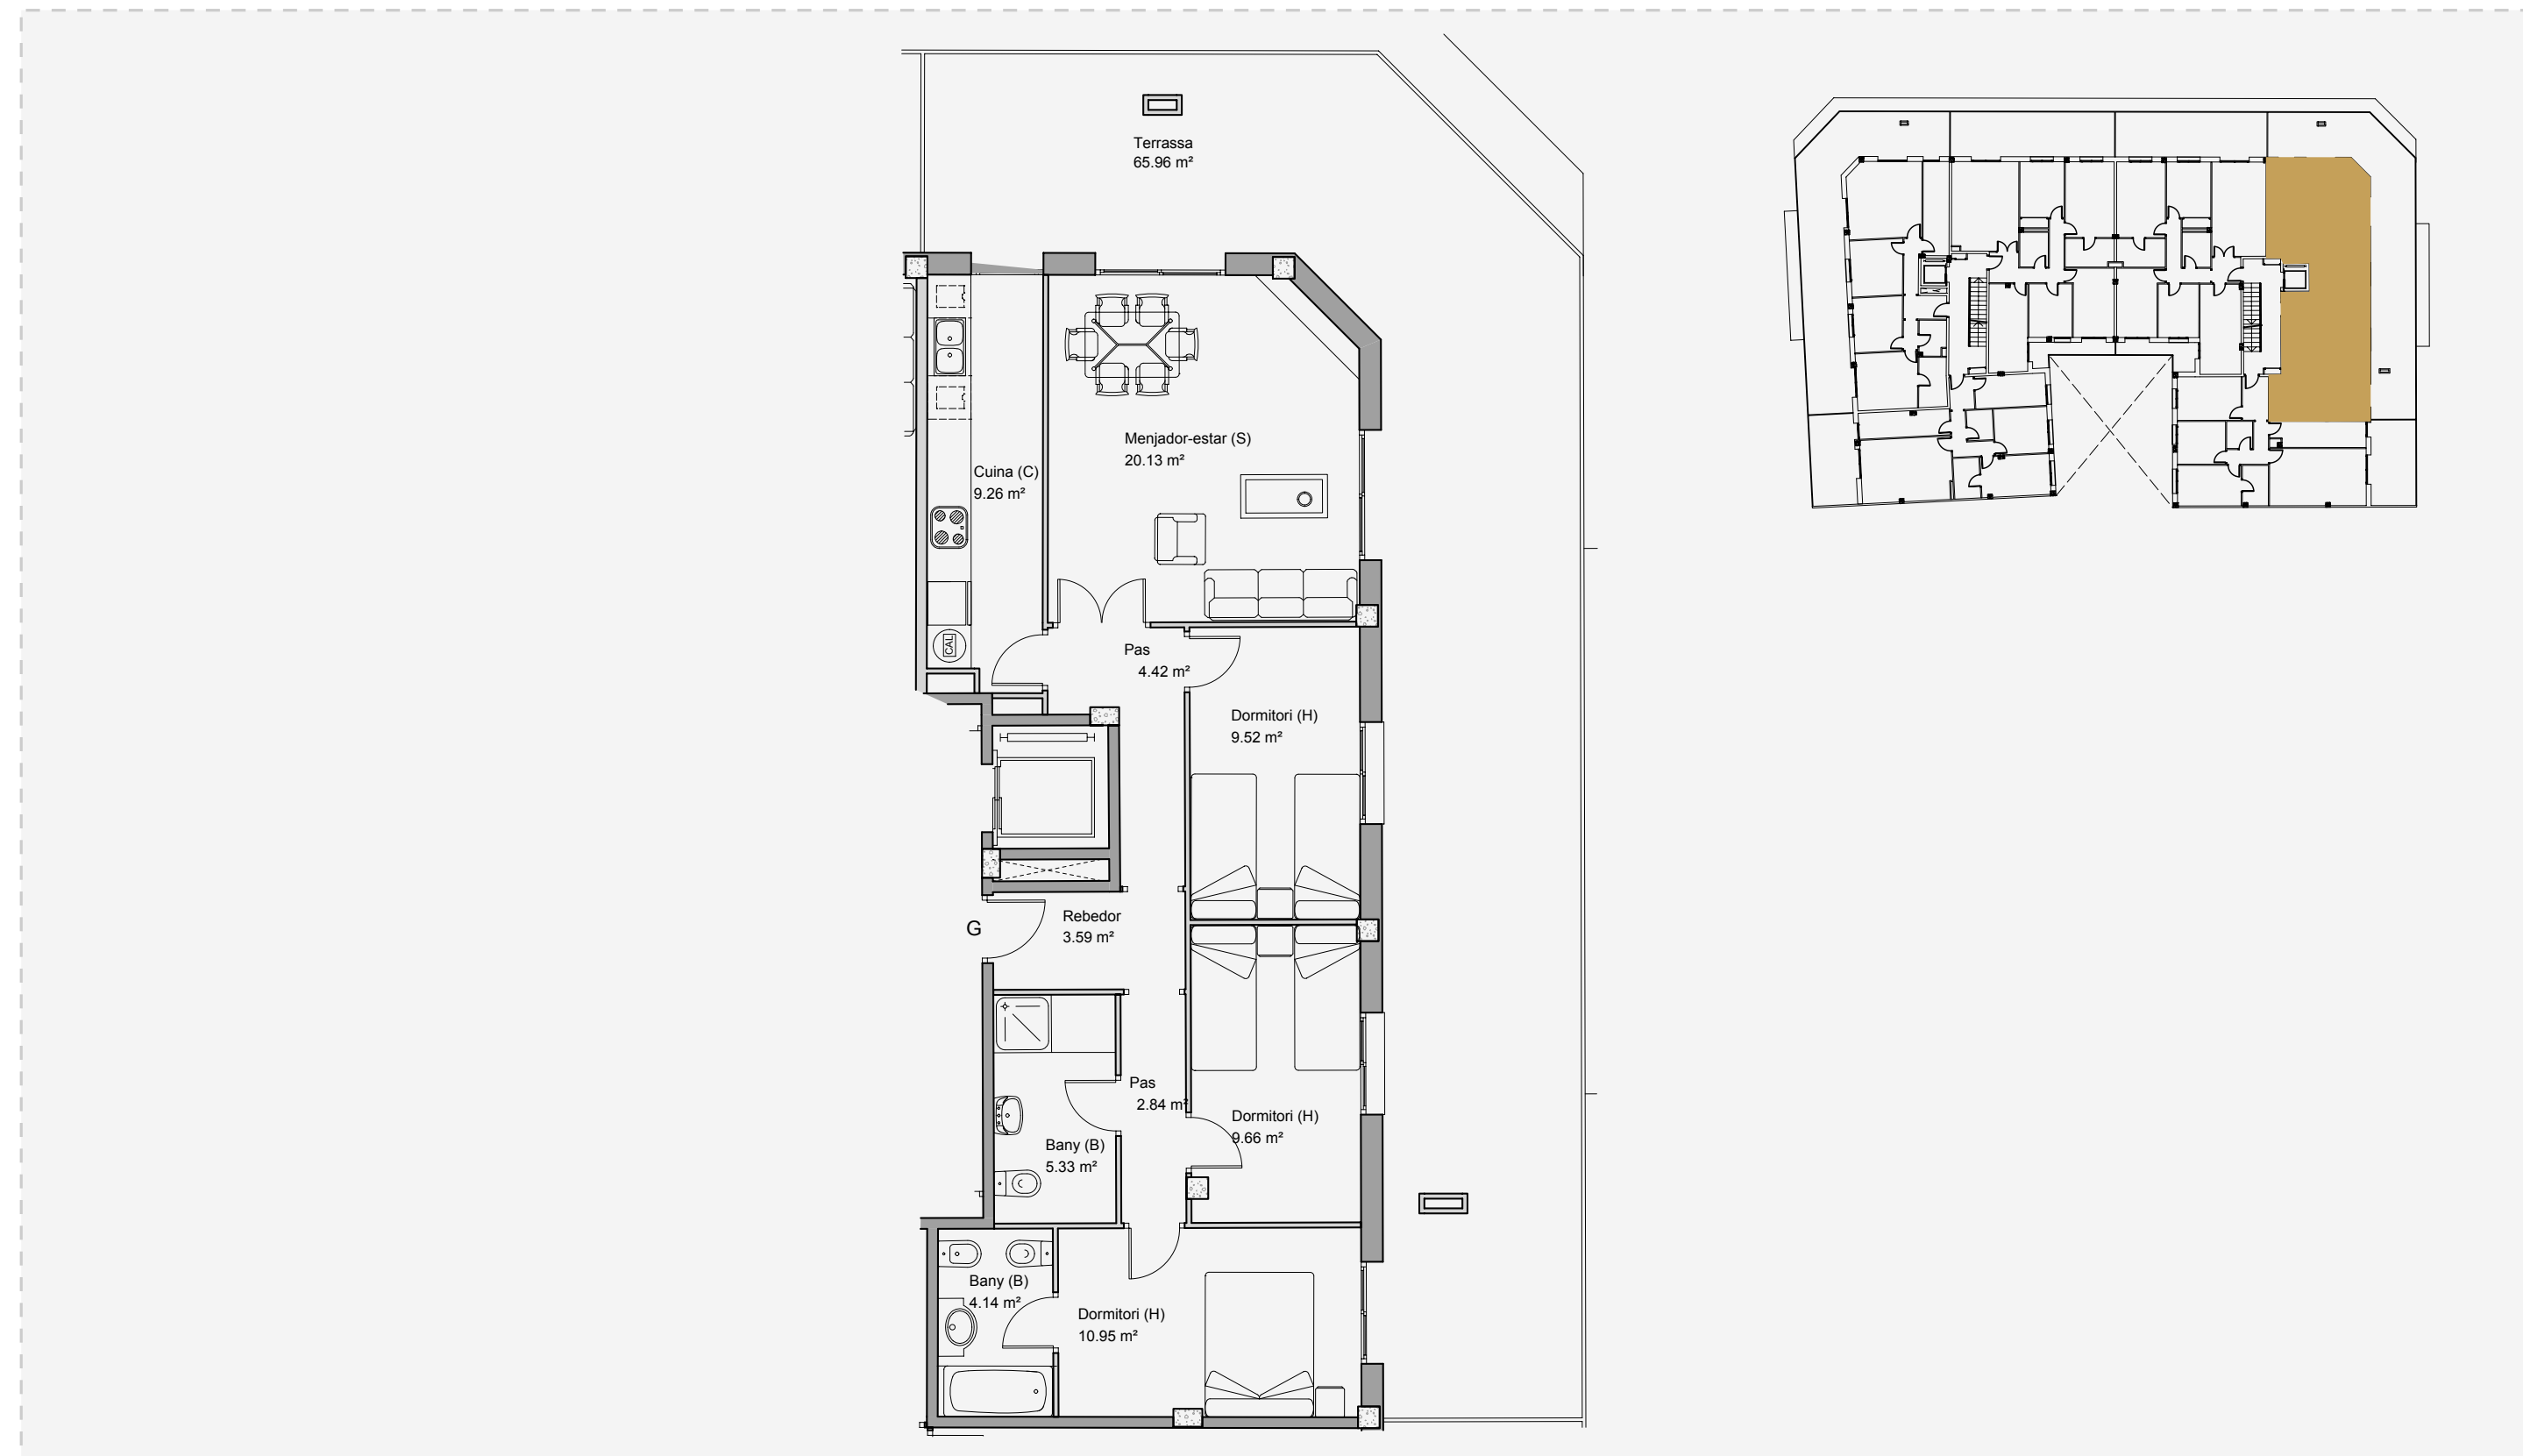 Terrassa
65.96 m²
Menjador-estar (S)
20.13 m²
Cuina (C)
9.26 m²
CAL
Pas
4.42 m²
Dormitori (H)
9.52 m²
Rebedor
3.59 m²
G
Pas
2.84 m²
Dormitori (H)
9.66 m²
Bany (B)
5.33 m²
Bany (B)
4.14 m²
Dormitori (H)
10.95 m²